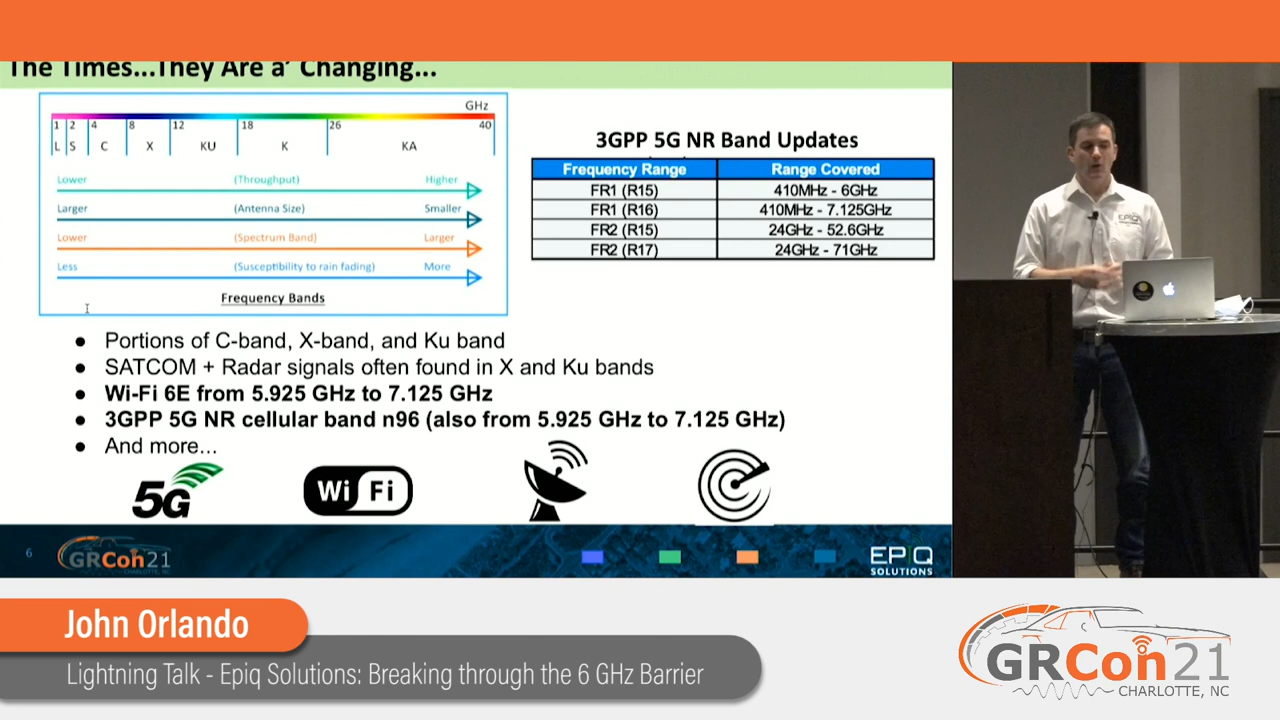 The Times...They Are a' Changing...
GHz
1 2 4 8 12 18 26 40
L S C X KU K KA
Lower (Throughput) Higher
Larger (Antenna Size) Smaller
Lower (Spectrum Band) Larger
Less (Susceptibility to rain fading) More
Frequency Bands
3GPP 5G NR Band Updates
Frequency Range Range Covered
FR1 (R15) 410MHz - 6GHz
FR1 (R16) 410MHz - 7.125GHz
FR2 (R15) 24GHz - 52.6GHz
FR2 (R17) 24GHz - 71GHz
● Portions of C-band, X-band, and Ku band
● SATCOM + Radar signals often found in X and Ku bands
● Wi-Fi 6E from 5.925 GHz to 7.125 GHz
● 3GPP 5G NR cellular band n96 (also from 5.925 GHz to 7.125 GHz)
● And more...
5G
Wi Fi
6
GRCon21
CHARLOTTE, NC
EPIQ
SOLUTIONS
EPIQ
John Orlando
Lightning Talk - Epiq Solutions: Breaking through the 6 GHz Barrier
GRCon21
CHARLOTTE, NC